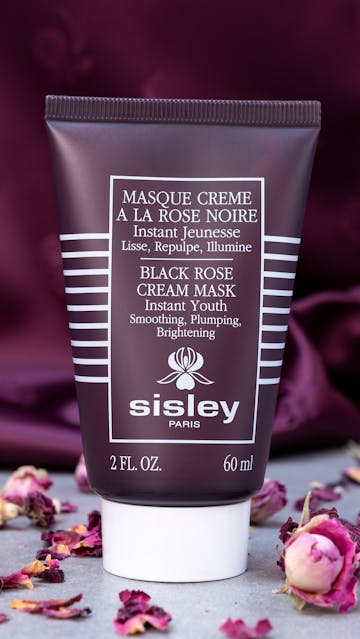 MASQUE CREME
A LA ROSE NOIRE
Instant Jeunesse
Lisse, Repulpe, Illumine
BLACK ROSE
CREAM MASK
Instant Youth
Smoothing, Plumping,
Brightening
sisley
PARIS
2 FL. OZ. 60 ml